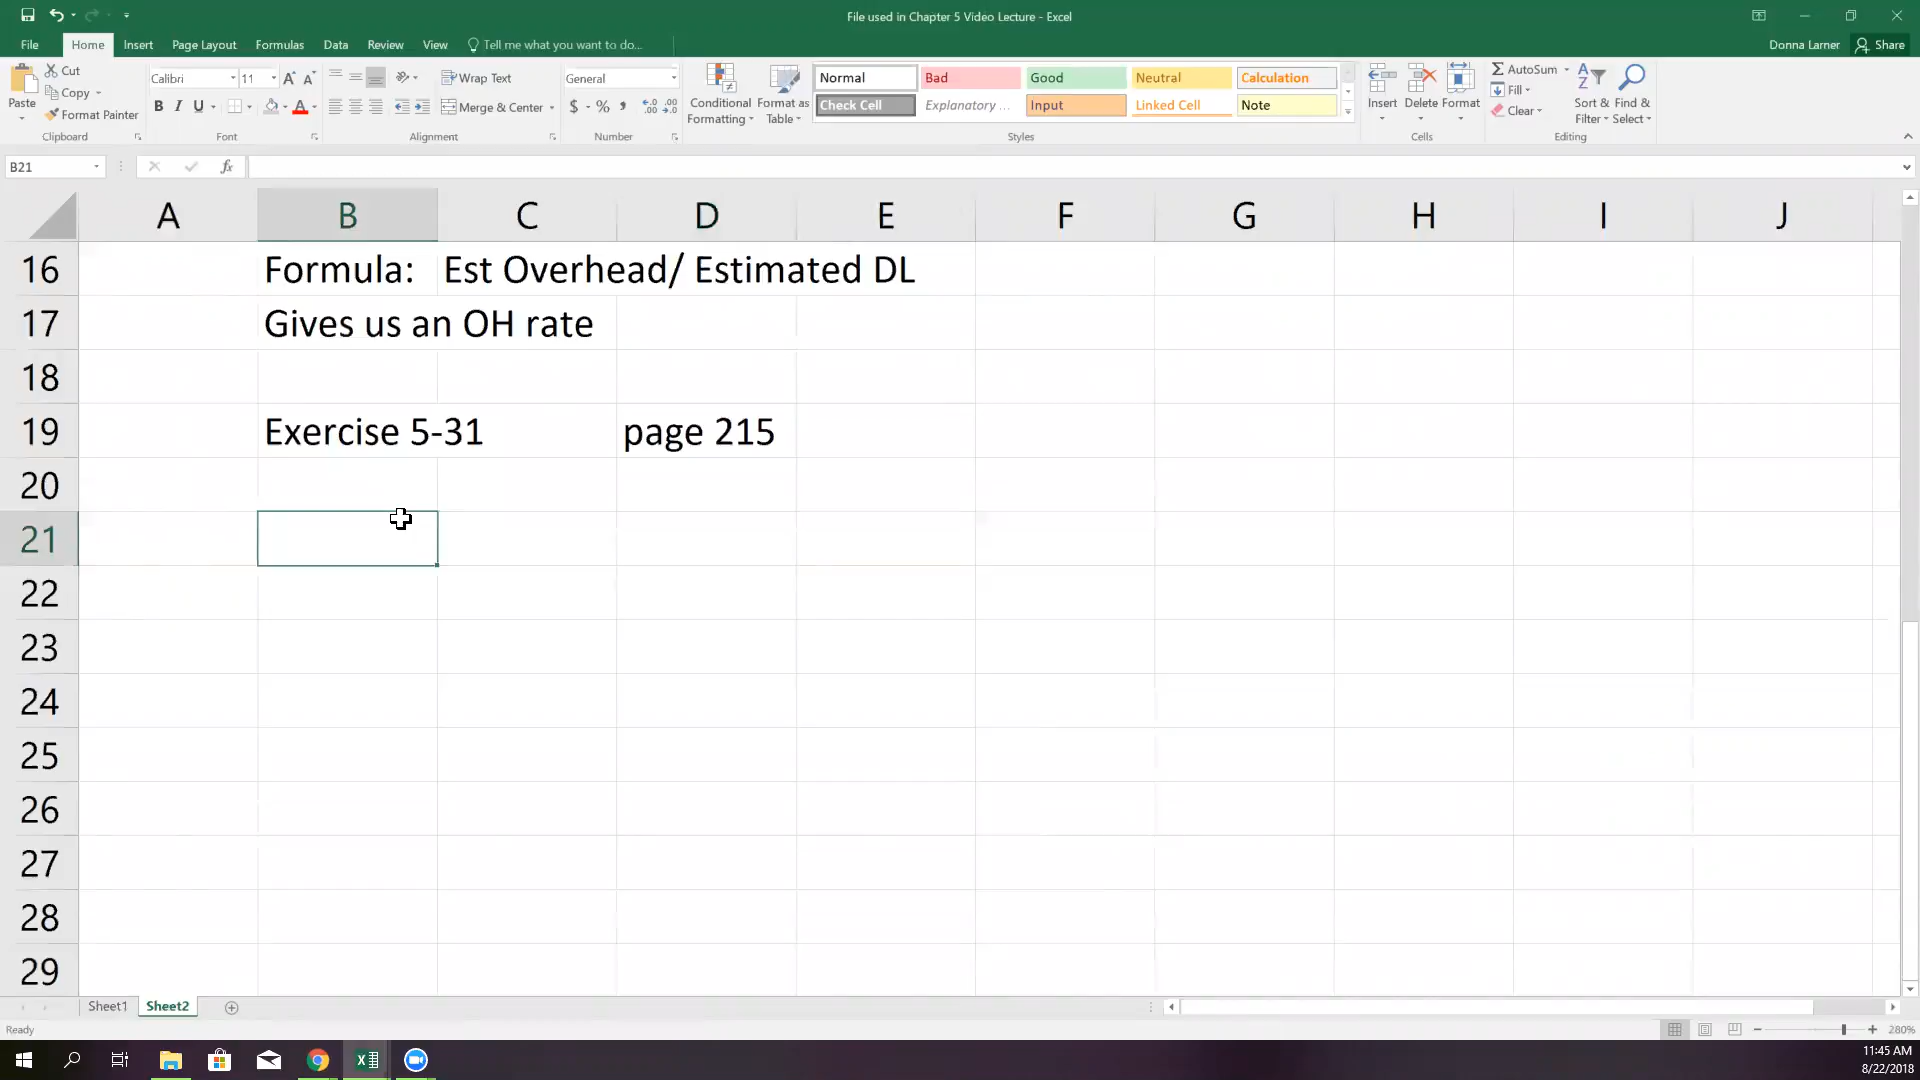 File used in Chapter 5 Video Lecture - Excel
File Home Insert Page Layout Formulas Data Review View Tell me what you want to do... Donna Larner Share
Paste
Cut
Copy
Format Painter
Clipboard
Calibri 11
B I U
Font
Wrap Text
Merge & Center
Alignment
General
$ %
Number
Conditional Formatting
Format as Table
Normal Bad Good Neutral Calculation
Check Cell Explanatory ... Input Linked Cell Note
Styles
Insert Delete Format
Cells
AutoSum
Fill
Clear
Sort & Filter
Find & Select
Editing
B21
fx
A B C D E F G H I J
16 Formula: Est Overhead/ Estimated DL
17 Gives us an OH rate
18
19 Exercise 5-31 page 215
20
21
22
23
24
25
26
27
28
29
Sheet1 Sheet2
Ready
280%
11:45 AM
8/22/2018